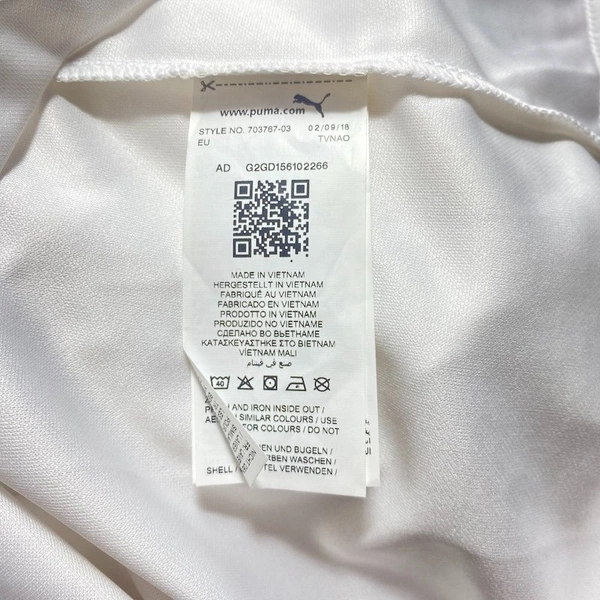 www.puma.com
STYLE NO. 703767-03 02/09/18
EU TVNAO
AD G2GD156102266
MADE IN VIETNAM
HERGESTELLT IN VIETNAM
FABRIQUÉ AU VIETNAM
FABRICADO EN VIETNAM
PRODOTTO IN VIETNAM
PRODUZIDO NO VIETNAME
СДЕЛАНО ВО ВЬЕТНАМЕ
ΚΑΤΑΣΚΕΥΑΣΤΗΚΕ ΣΤΟ ΒΙΕΤΝΑΜ
VİETNAM MALI
صنع في فيتنام
40
AND IRON INSIDE OUT /
SIMILAR COLOURS / USE
FOR COLOURS / DO NOT
UND BUGELN /
WASCHEN /
SHELL VERWENDEN /